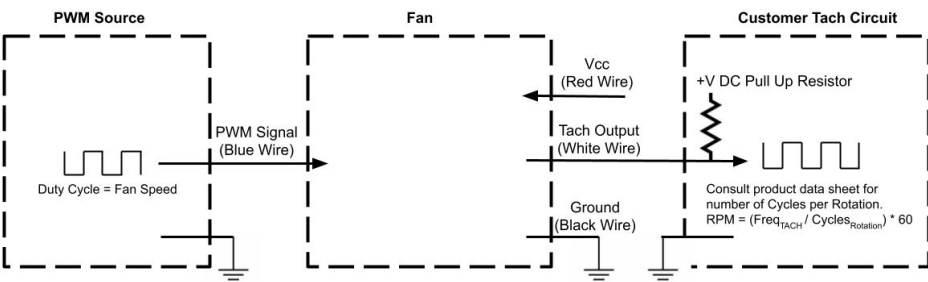 PWM Source
Fan
Customer Tach Circuit
Vcc
(Red Wire)
+V DC Pull Up Resistor
PWM Signal
(Blue Wire)
Tach Output
(White Wire)
Duty Cycle = Fan Speed
Consult product data sheet for
number of Cycles per Rotation.
RPM = (FreqTACH / CyclesRotation) * 60
Ground
(Black Wire)